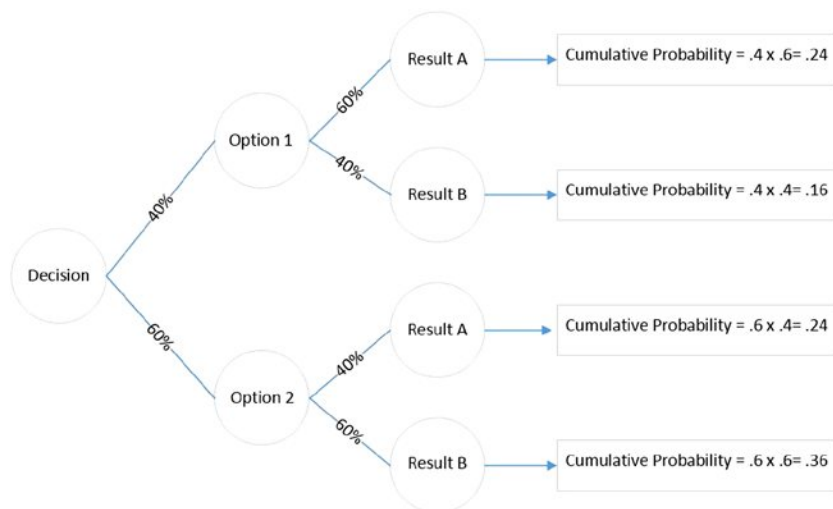 Result A
Cumulative Probability = .4 x .6= .24
60%
Option 1
40%
Result B
Cumulative Probability = .4 x .4= .16
40%
Decision
60%
Result A
Cumulative Probability = .6 x .4= .24
40%
Option 2
60%
Result B
Cumulative Probability = .6 x .6= .36